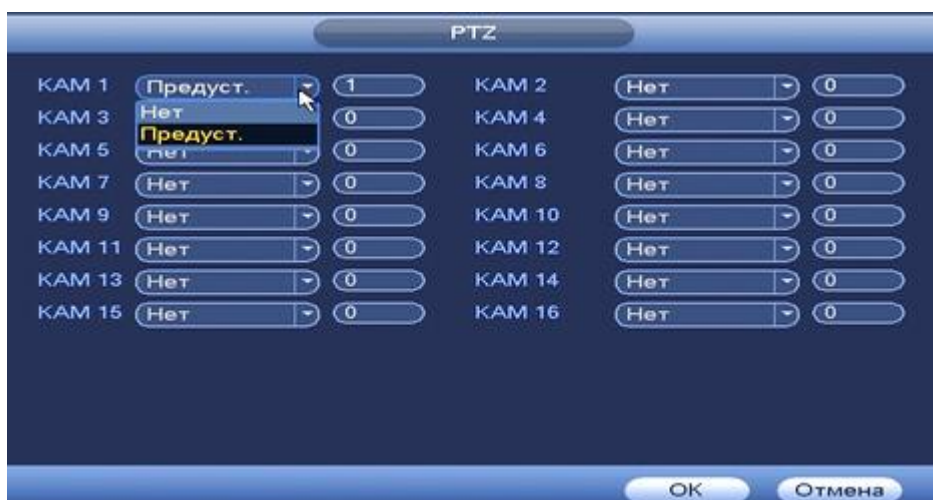 PTZ
КАМ 1 Предуст. 1 КАМ 2 Нет 0
Нет
Предуст.
КАМ 3 0 КАМ 4 Нет 0
КАМ 5 Нет 0 КАМ 6 Нет 0
КАМ 7 Нет 0 КАМ 8 Нет 0
КАМ 9 Нет 0 КАМ 10 Нет 0
КАМ 11 Нет 0 КАМ 12 Нет 0
КАМ 13 Нет 0 КАМ 14 Нет 0
КАМ 15 Нет 0 КАМ 16 Нет 0
OK Отмена